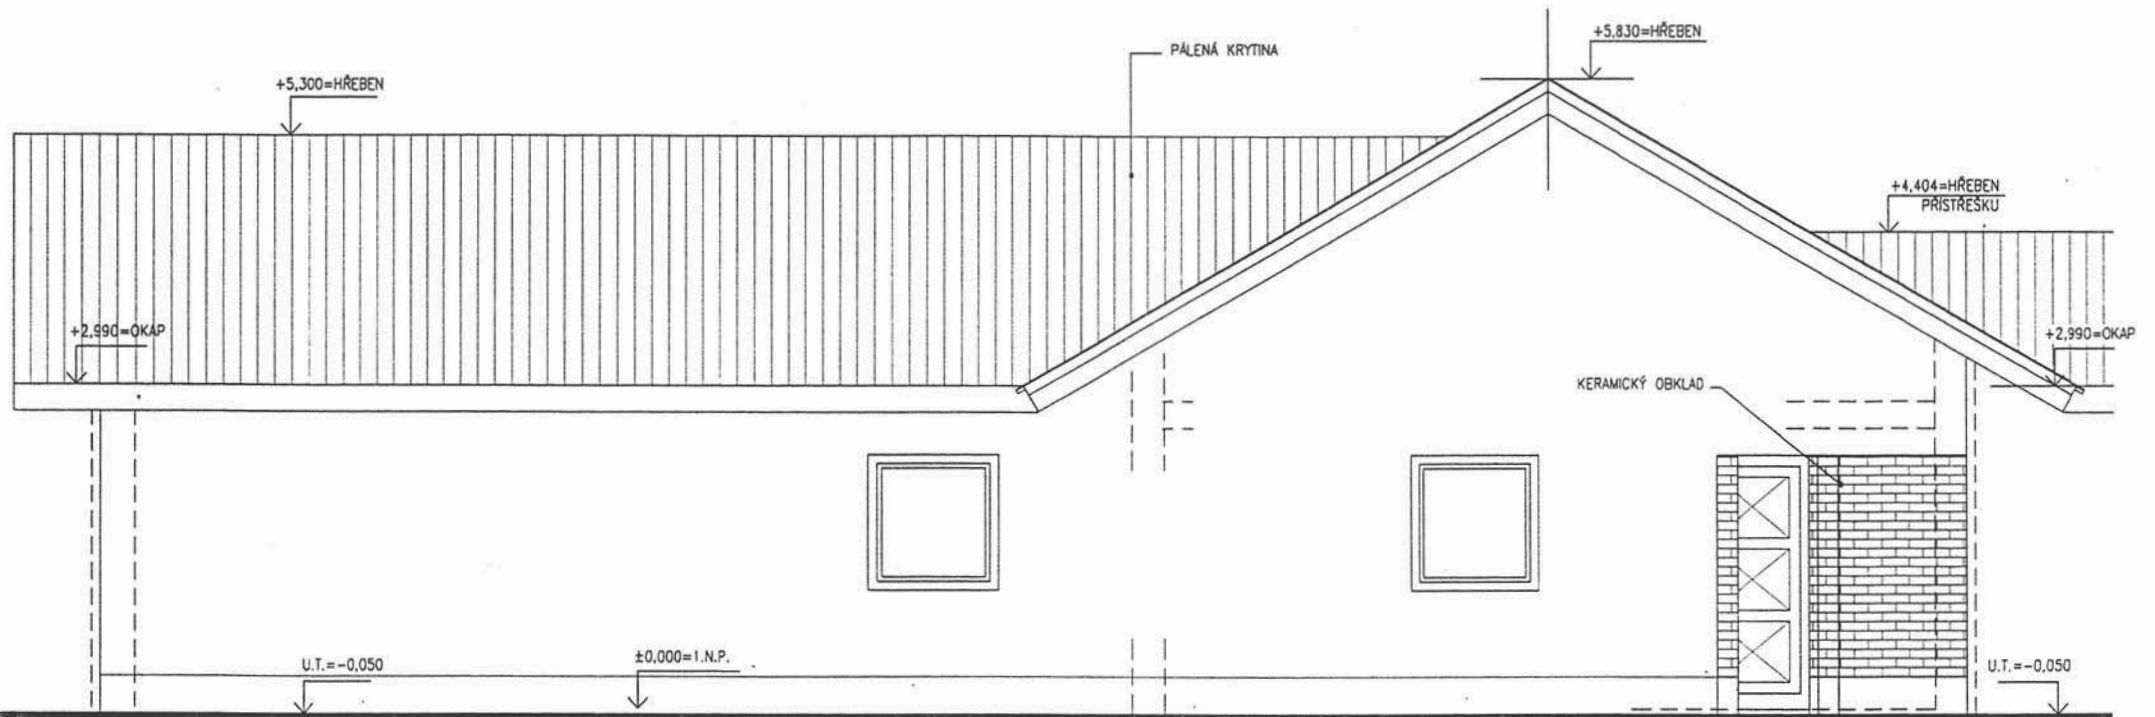 +5,830=HŘEBEN
PÁLENÁ KRYTINA
+5,300=HŘEBEN
+4,404=HŘEBEN
PŘÍSTŘEŠKU
+2,990=OKAP
+2,990=OKAP
KERAMICKÝ OBKLAD
U.T.=-0,050
±0,000=1.N.P.
U.T.=-0,050